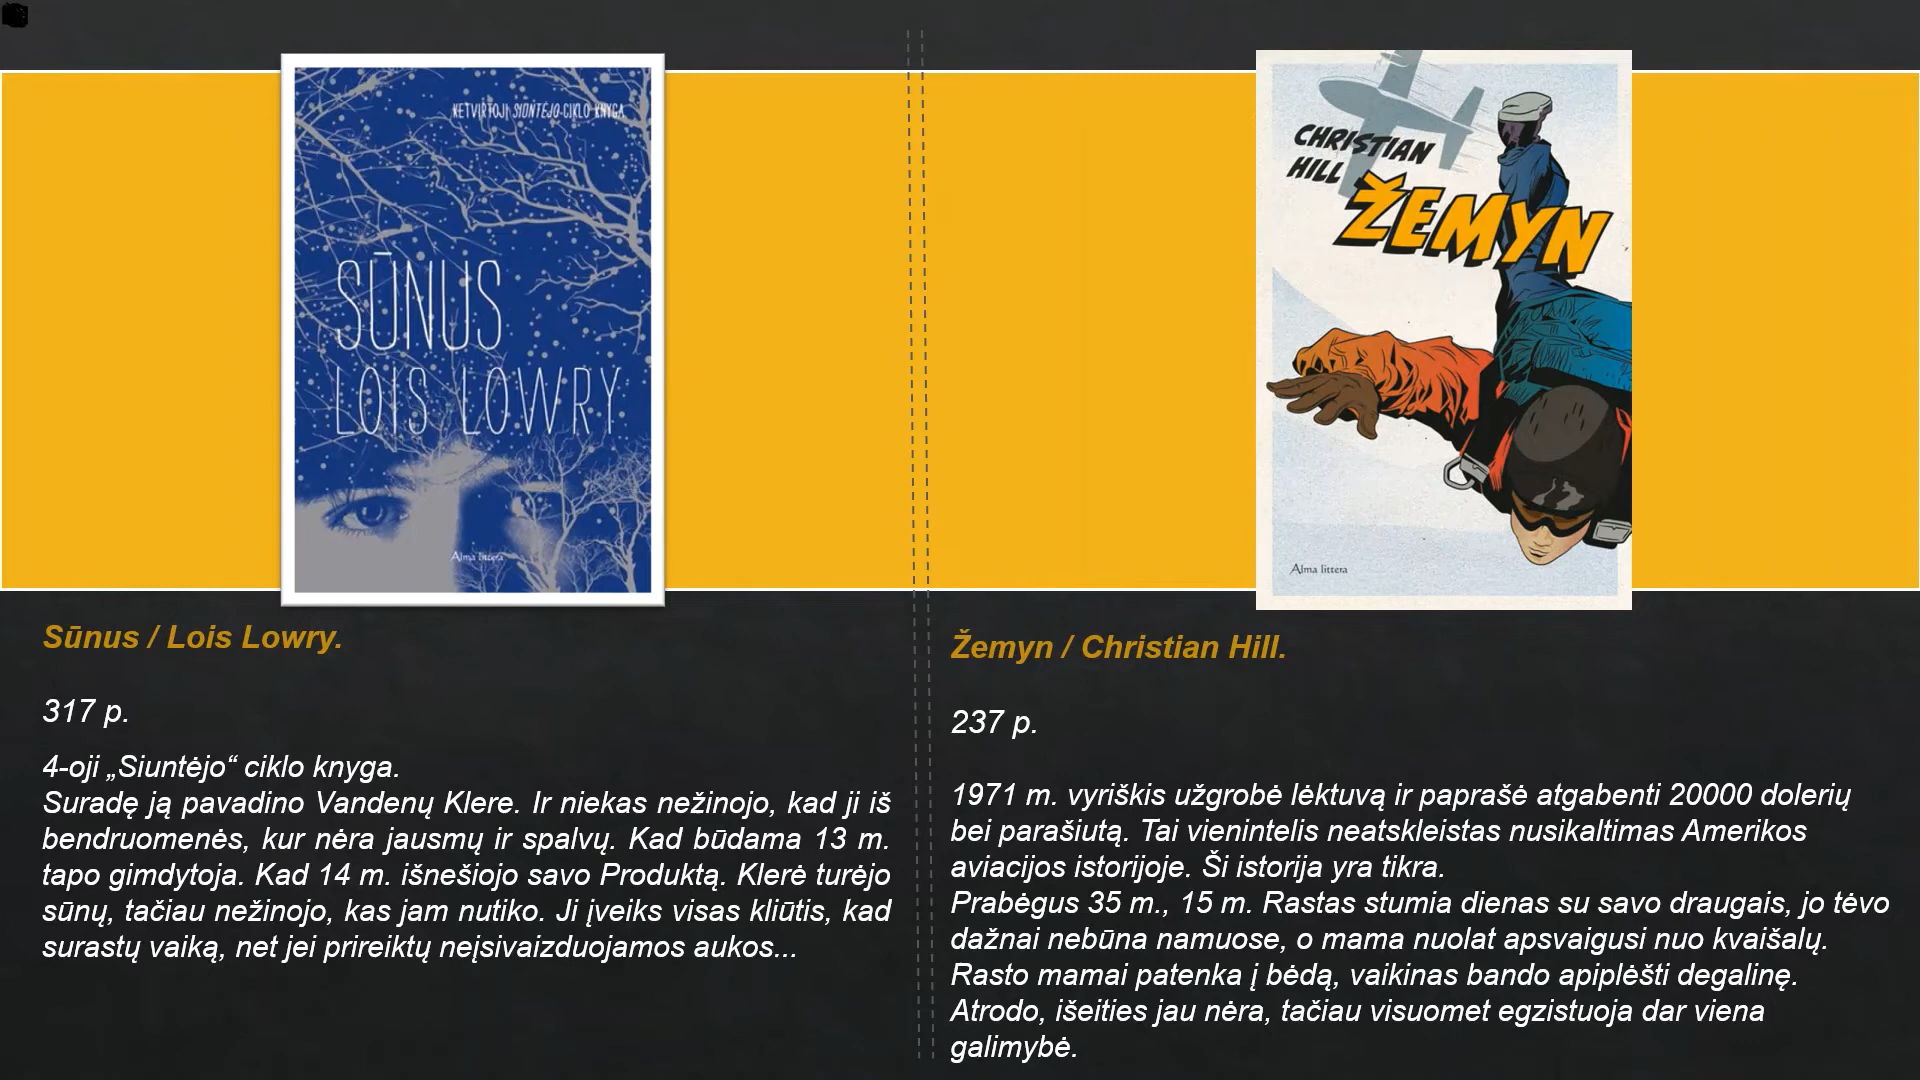 KETVIRTOJI SIUNTĖJO CIKLO KNYGA
SŪNUS
LOIS LOWRY
Alma littera
Sūnus / Lois Lowry.
317 p.
4-oji „Siuntėjo“ ciklo knyga.
Suradę ją pavadino Vandenų Klere. Ir niekas nežinojo, kad ji iš
bendruomenės, kur nėra jausmų ir spalvų. Kad būdama 13 m.
tapo gimdytoja. Kad 14 m. išnešiojo savo Produktą. Klerė turėjo
sūnų, tačiau nežinojo, kas jam nutiko. Ji įveiks visas kliūtis, kad
surastų vaiką, net jei prireiktų neįsivaizduojamos aukos...
CHRISTIAN
HILL
ŽEMYN
Alma littera
Žemyn / Christian Hill.
237 p.
1971 m. vyriškis užgrobė lėktuvą ir paprašė atgabenti 20000 dolerių
bei parašiutą. Tai vienintelis neatskleistas nusikaltimas Amerikos
aviacijos istorijoje. Ši istorija yra tikra.
Prabėgus 35 m., 15 m. Rastas stumia dienas su savo draugais, jo tėvo
dažnai nebūna namuose, o mama nuolat apsvaigusi nuo kvaišalų.
Rasto mamai patenka į bėdą, vaikinas bando apiplėšti degalinę.
Atrodo, išeities jau nėra, tačiau visuomet egzistuoja dar viena
galimybė.